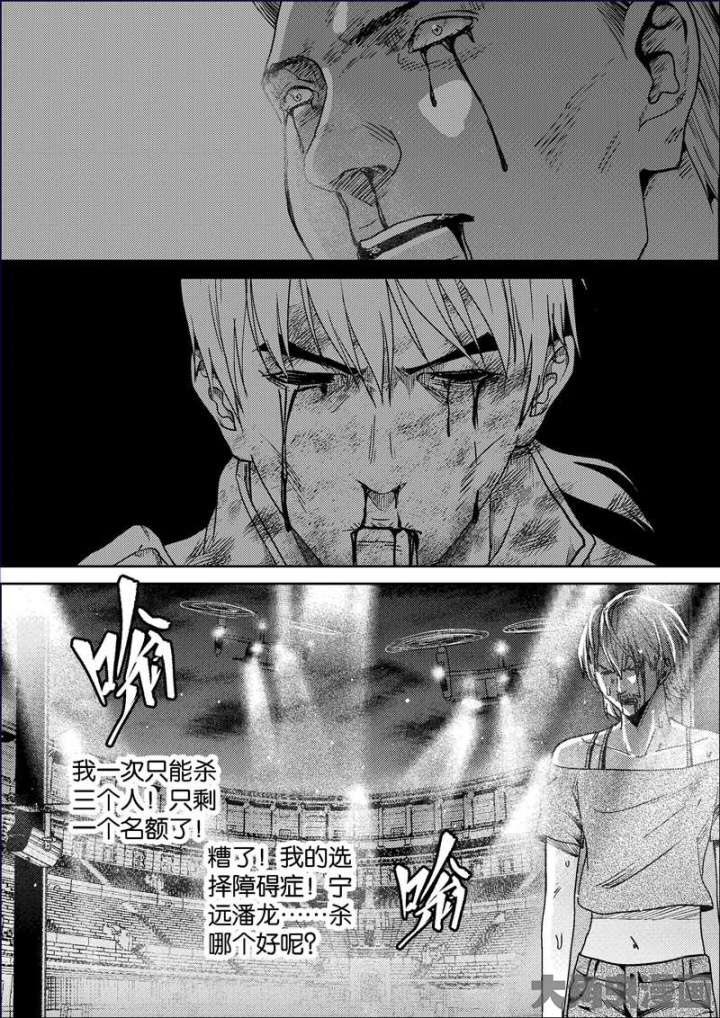 嗡
我一次只能杀
三个人！只剩
一个名额了！
糟了！我的选
择障碍症！宁
远潘龙……杀
哪个好呢？
嗡